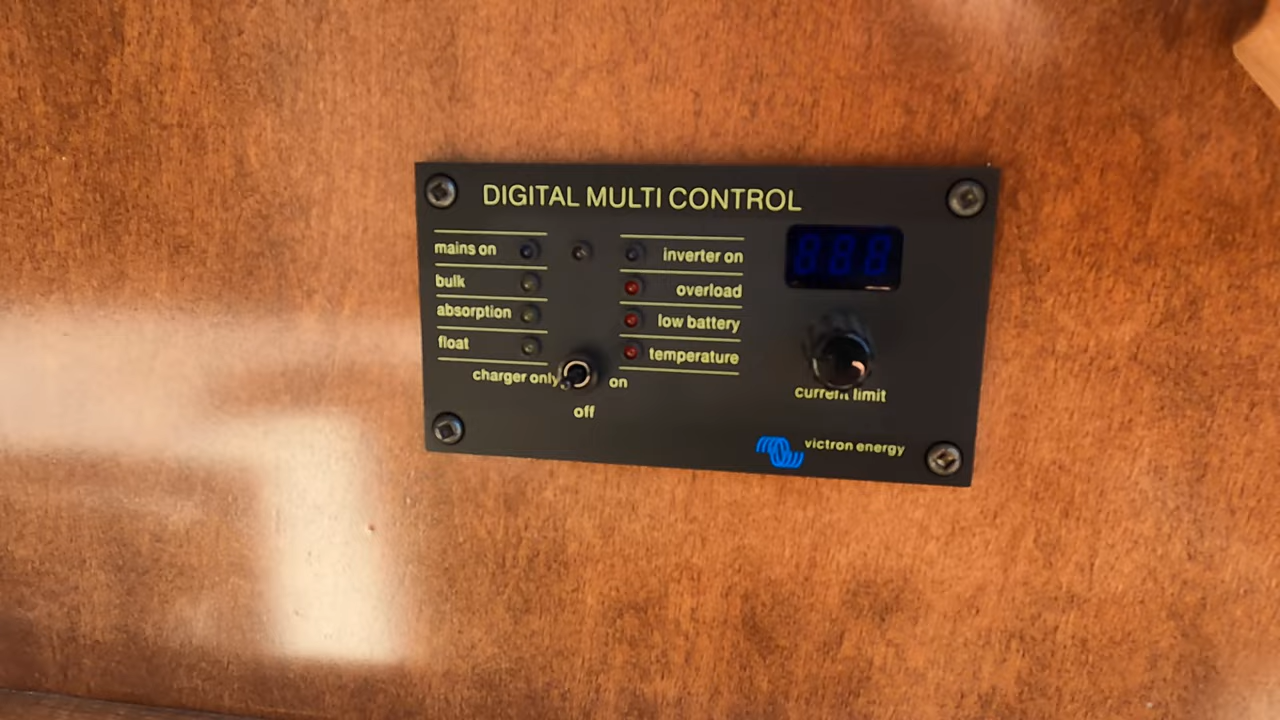 DIGITAL MULTI CONTROL
mains on
bulk
absorption
float
inverter on
overload
low battery
temperature
888
charger only
on
off
current limit
victron energy